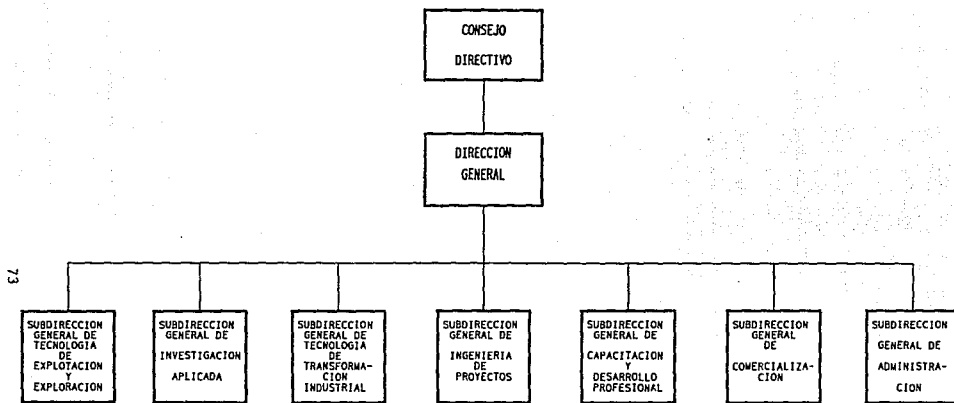 CONSEJO
DIRECTIVO
DIRECCION
GENERAL
73
SUBDIRECCION
GENERAL DE
TECNOLOGIA
DE
EXPLOTACION
Y
EXPLORACION
SUBDIRECCION
GENERAL DE
INVESTIGACION
APLICADA
SUBDIRECCION
GENERAL DE
TECNOLOGIA
DE
TRANSFORMA-
CION
INDUSTRIAL
SUBDIRECCION
GENERAL DE
INGENIERIA
DE
PROYECTOS
SUBDIRECCION
GENERAL DE
CAPACITACION
Y
DESARROLLO
PROFESIONAL
SUBDIRECCION
GENERAL
DE
COMERCIALIZA-
CION
SUBDIRECCION
GENERAL DE
ADMINISTRA-
CION